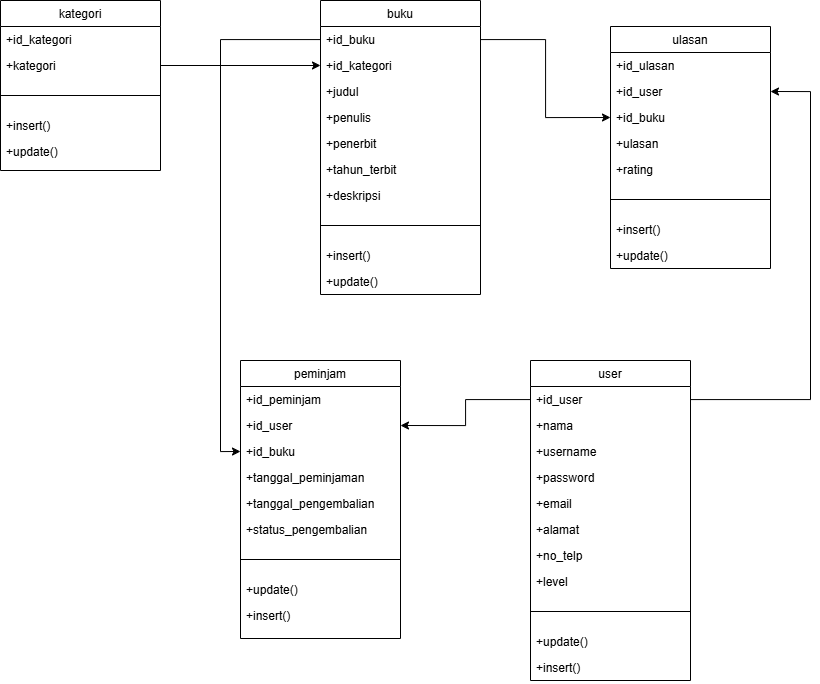 kategori
+id_kategori
+kategori
+insert()
+update()
buku
+id_buku
+id_kategori
+judul
+penulis
+penerbit
+tahun_terbit
+deskripsi
+insert()
+update()
ulasan
+id_ulasan
+id_user
+id_buku
+ulasan
+rating
+insert()
+update()
peminjam
+id_peminjam
+id_user
+id_buku
+tanggal_peminjaman
+tanggal_pengembalian
+status_pengembalian
+update()
+insert()
user
+id_user
+nama
+username
+password
+email
+alamat
+no_telp
+level
+update()
+insert()